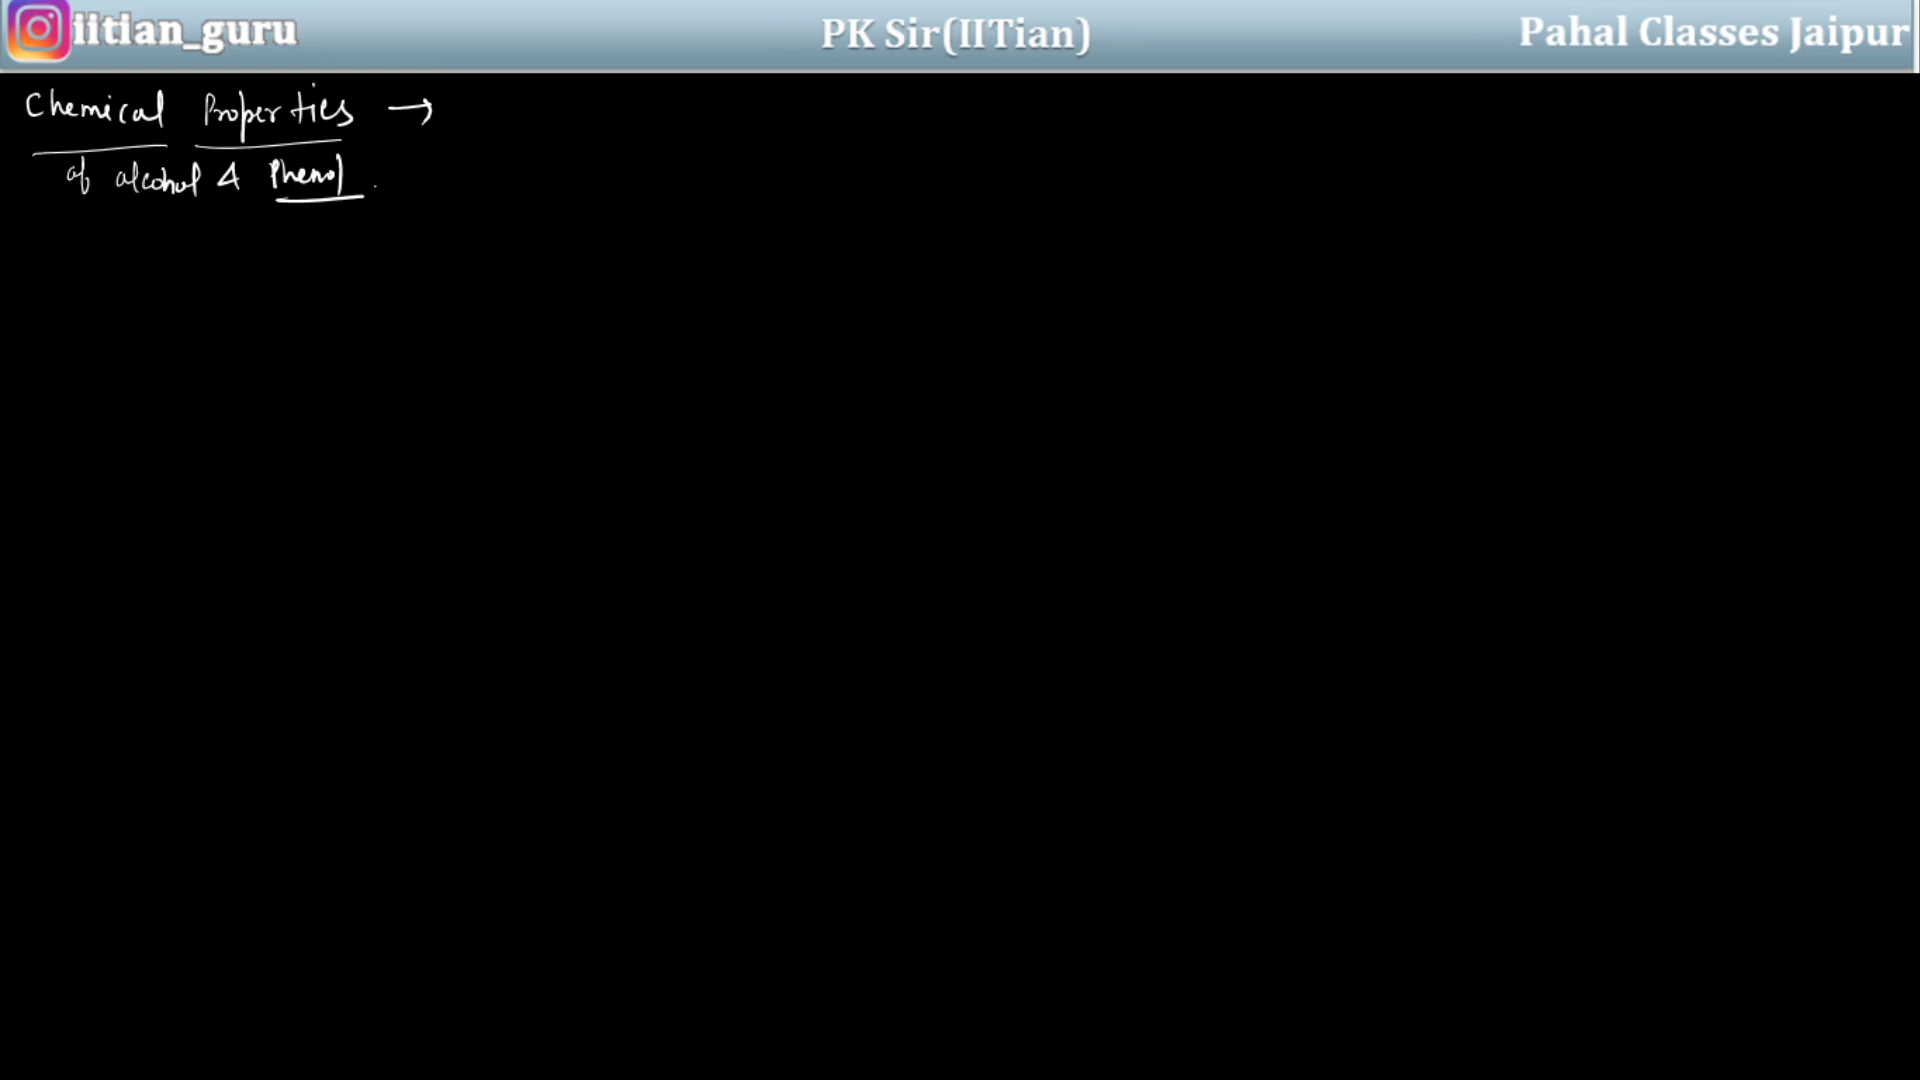 iitian_guru PK Sir(IITian) Pahal Classes Jaipur
Chemical Properties →
of alcohol & Phenol.